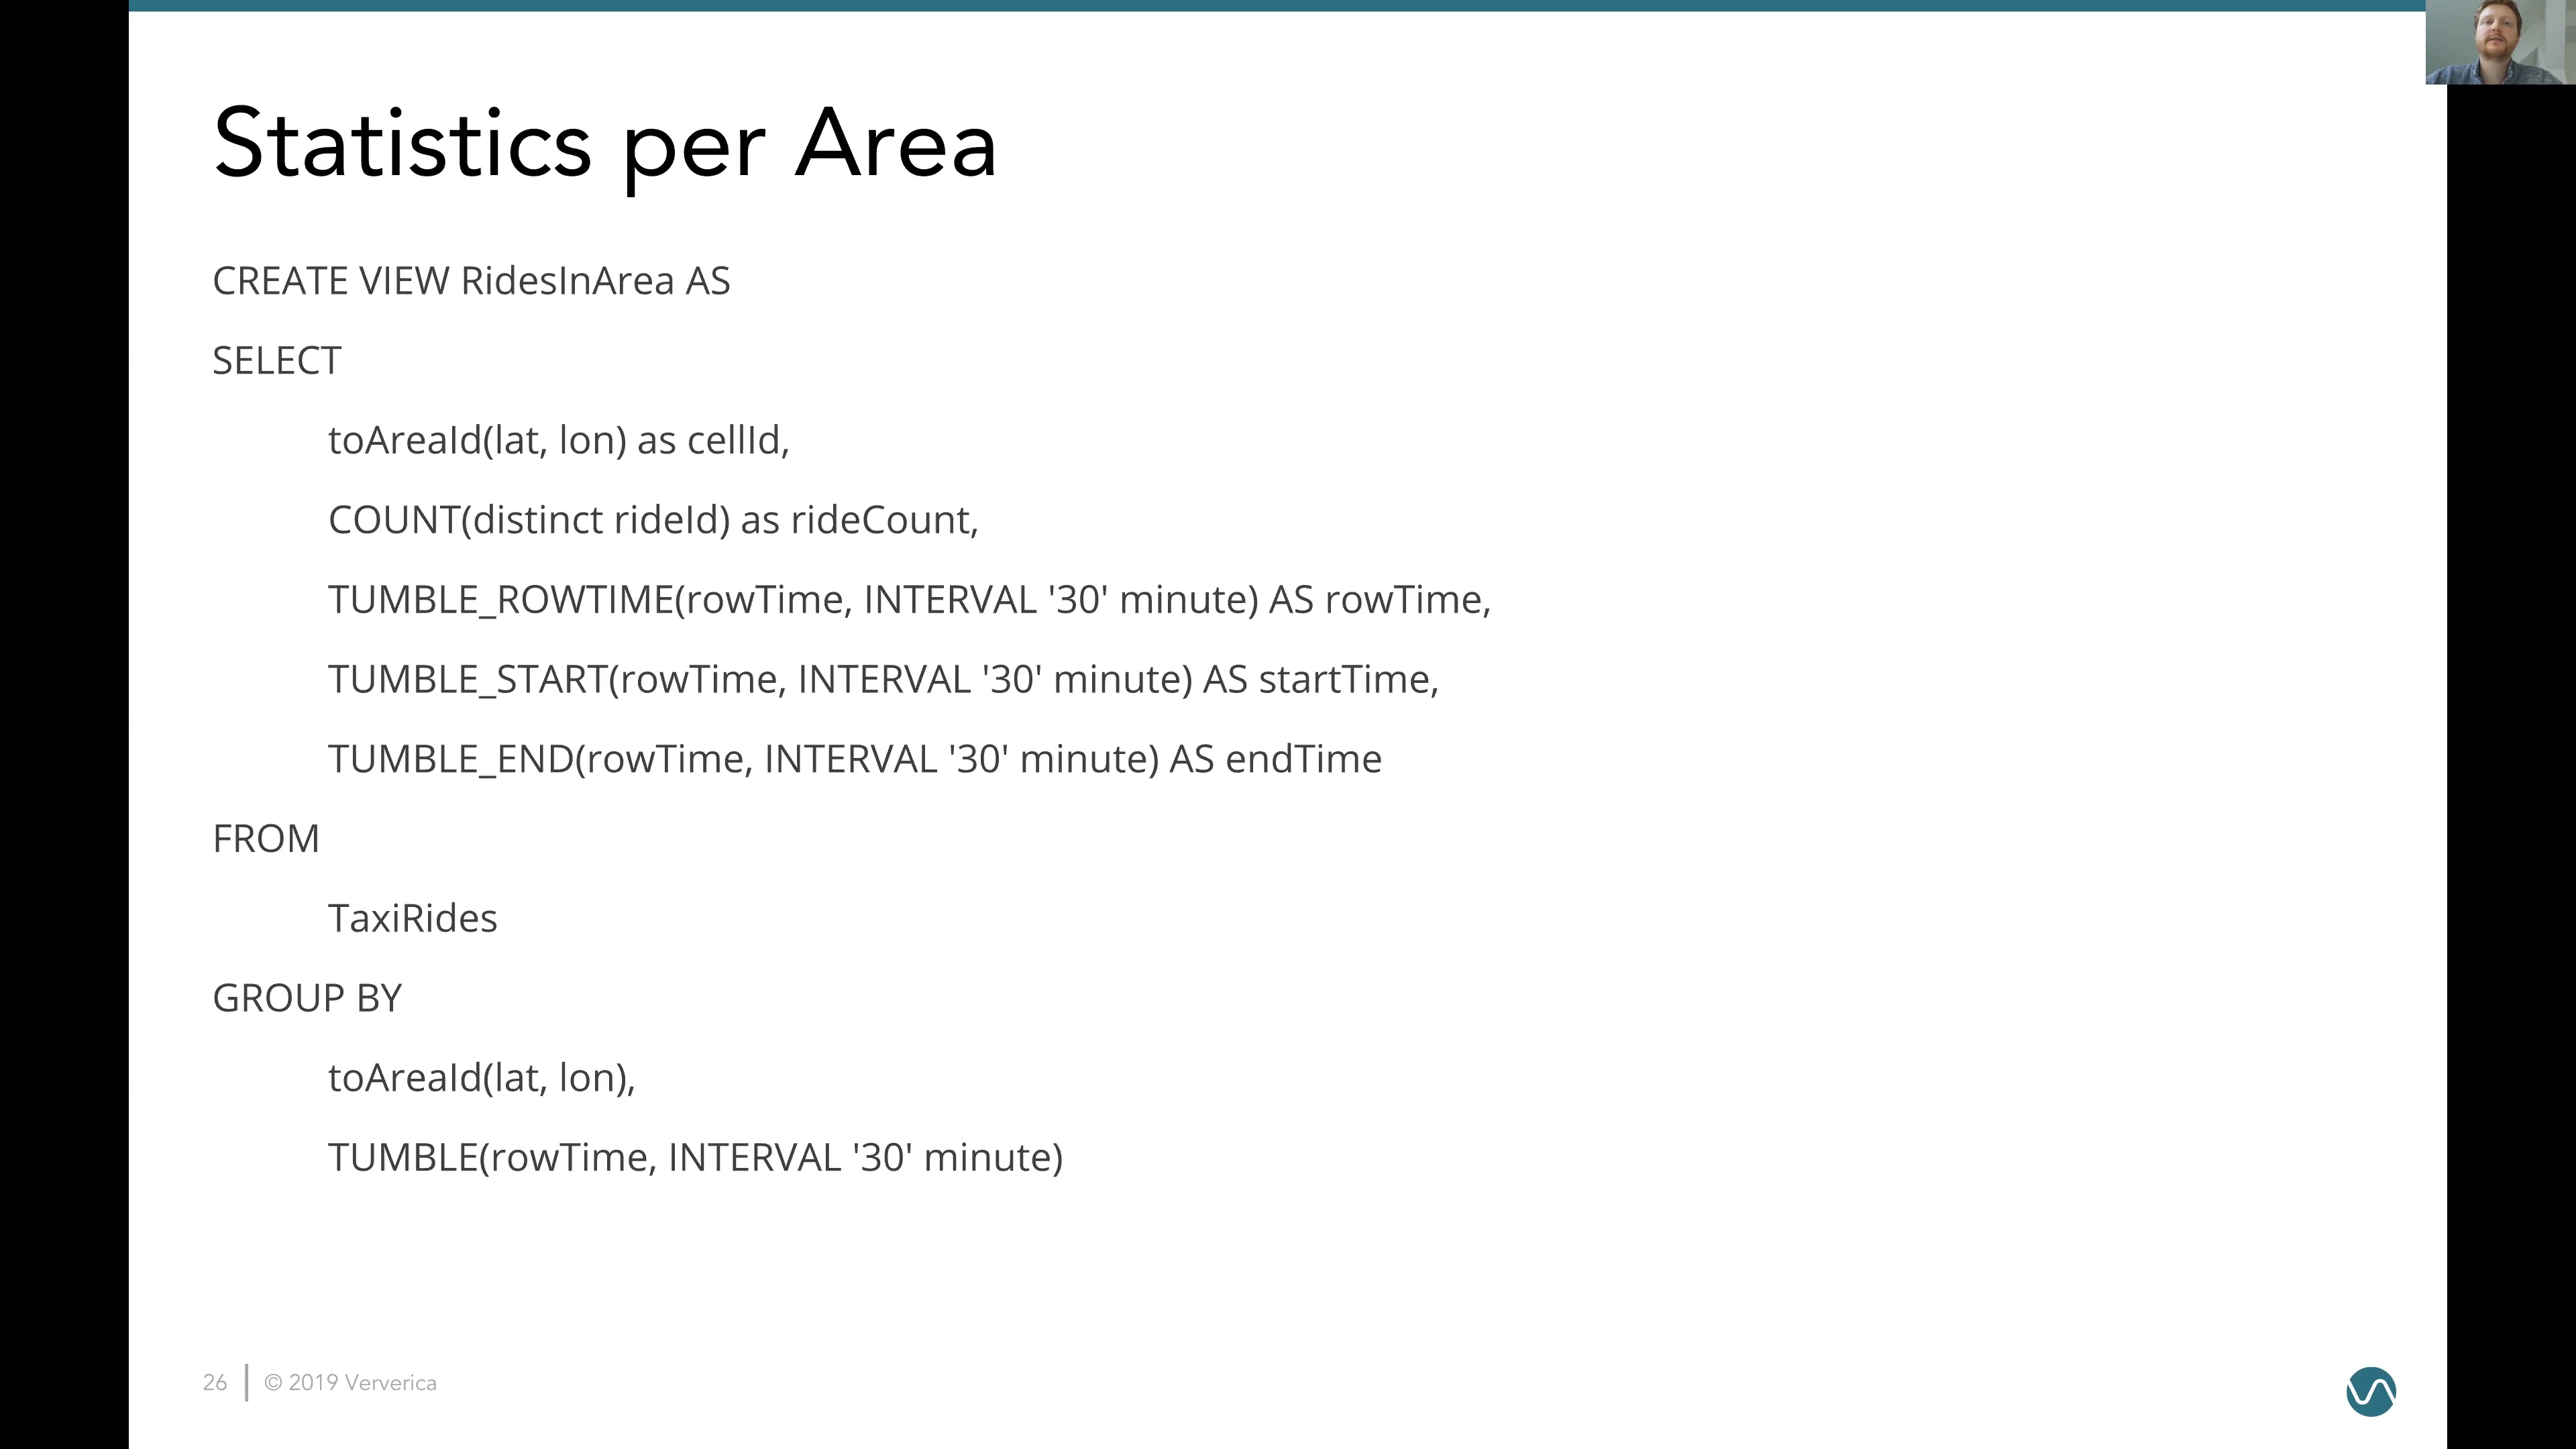 Statistics per Area
CREATE VIEW RidesInArea AS
SELECT
toAreaId(lat, lon) as cellId,
COUNT(distinct rideId) as rideCount,
TUMBLE_ROWTIME(rowTime, INTERVAL '30' minute) AS rowTime,
TUMBLE_START(rowTime, INTERVAL '30' minute) AS startTime,
TUMBLE_END(rowTime, INTERVAL '30' minute) AS endTime
FROM
TaxiRides
GROUP BY
toAreaId(lat, lon),
TUMBLE(rowTime, INTERVAL '30' minute)
26 | © 2019 Ververica